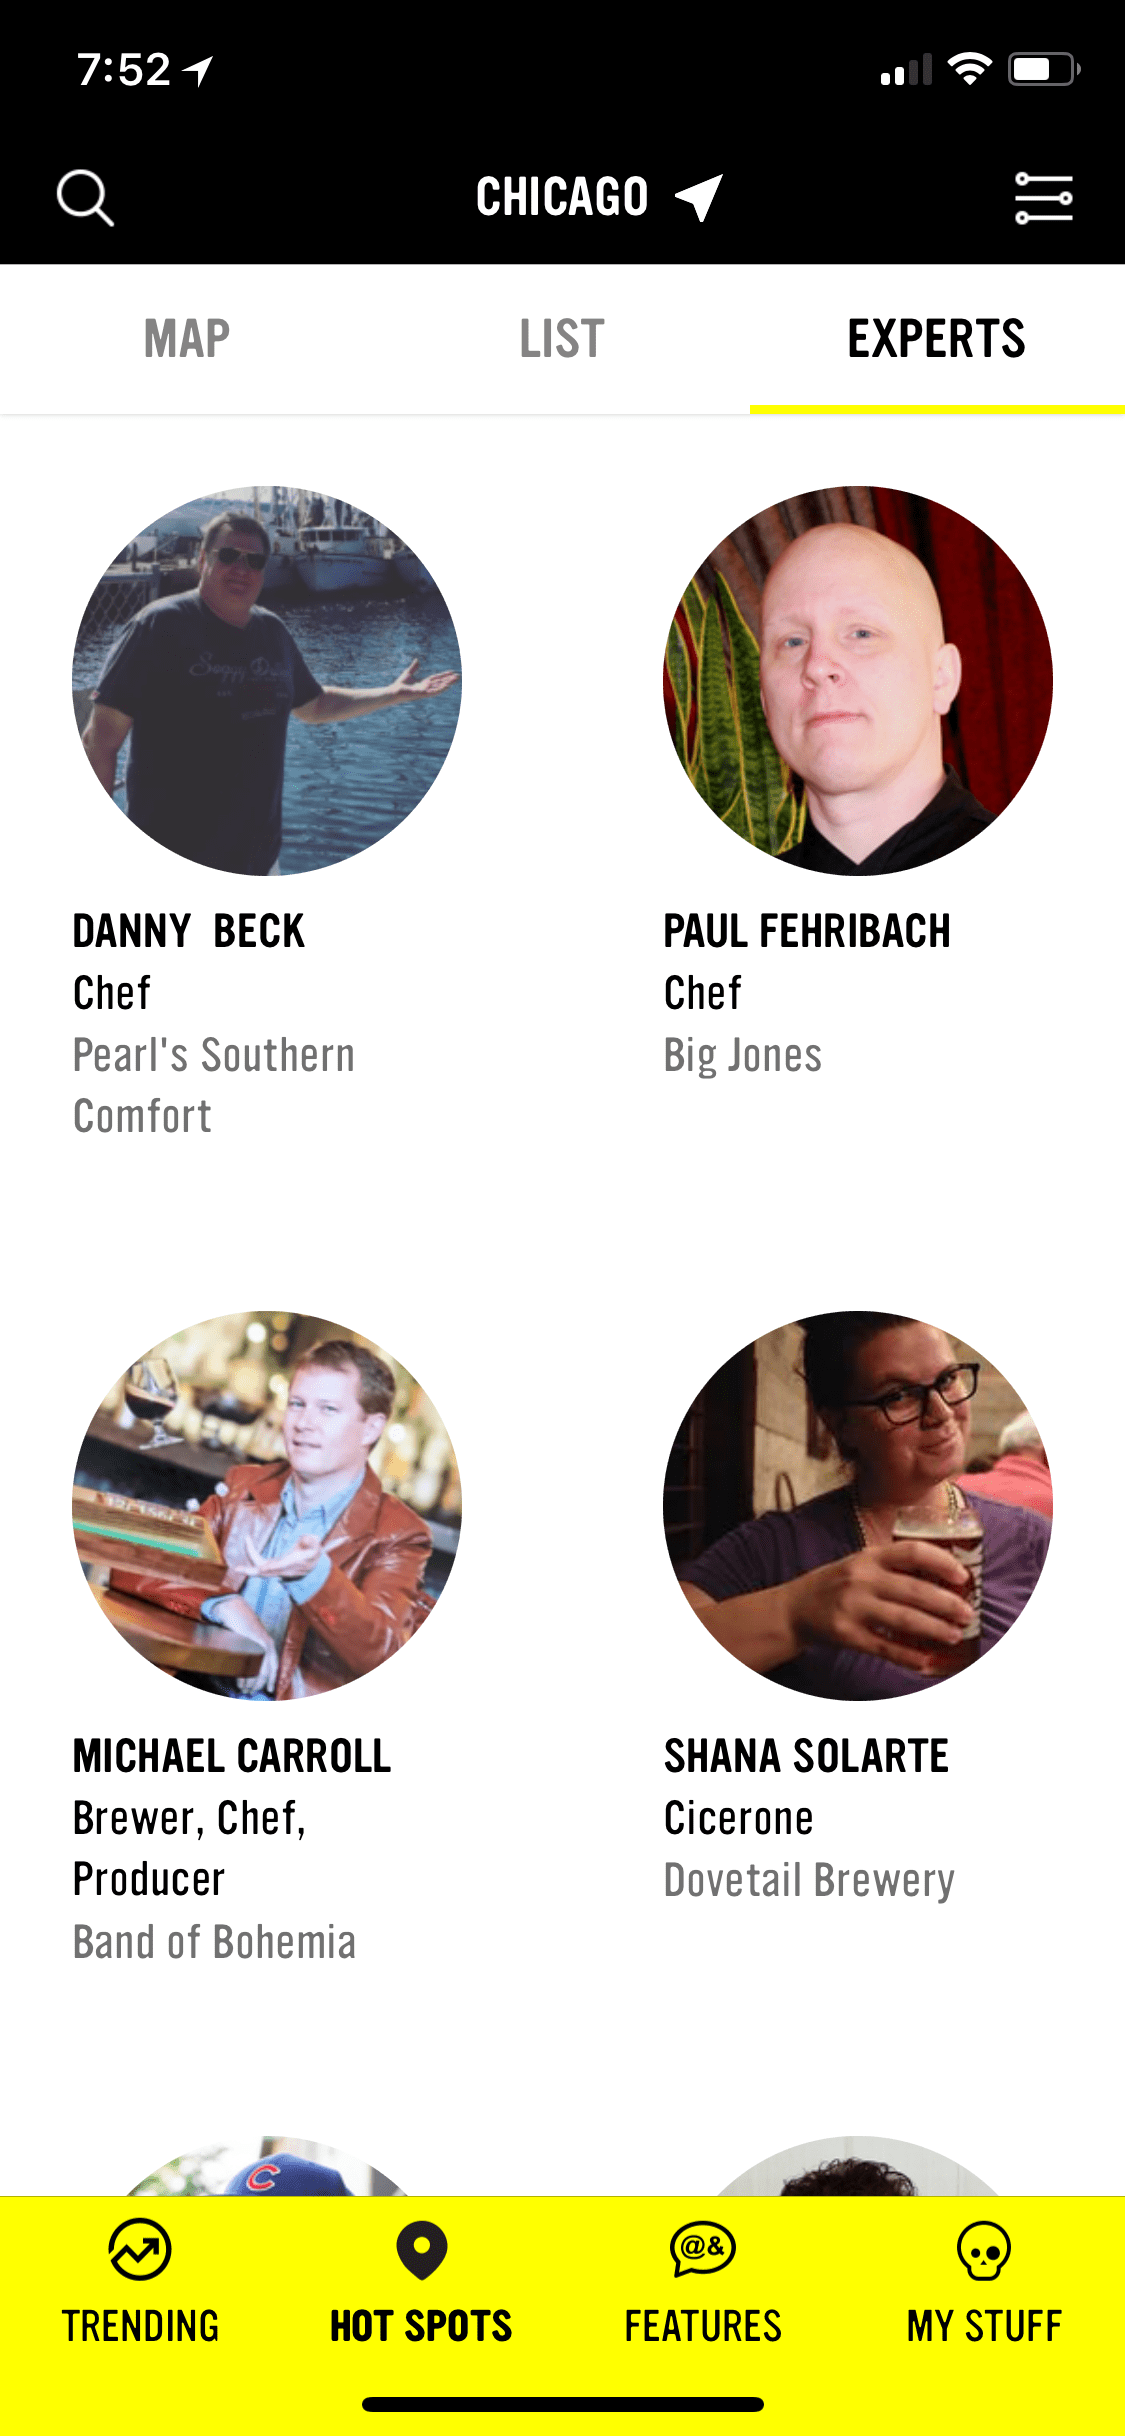 7:52
CHICAGO
MAP
LIST
EXPERTS
DANNY BECK
Chef
Pearl's Southern
Comfort
PAUL FEHRIBACH
Chef
Big Jones
MICHAEL CARROLL
Brewer, Chef,
Producer
Band of Bohemia
SHANA SOLARTE
Cicerone
Dovetail Brewery
C
@&
TRENDING
HOT SPOTS
FEATURES
MY STUFF